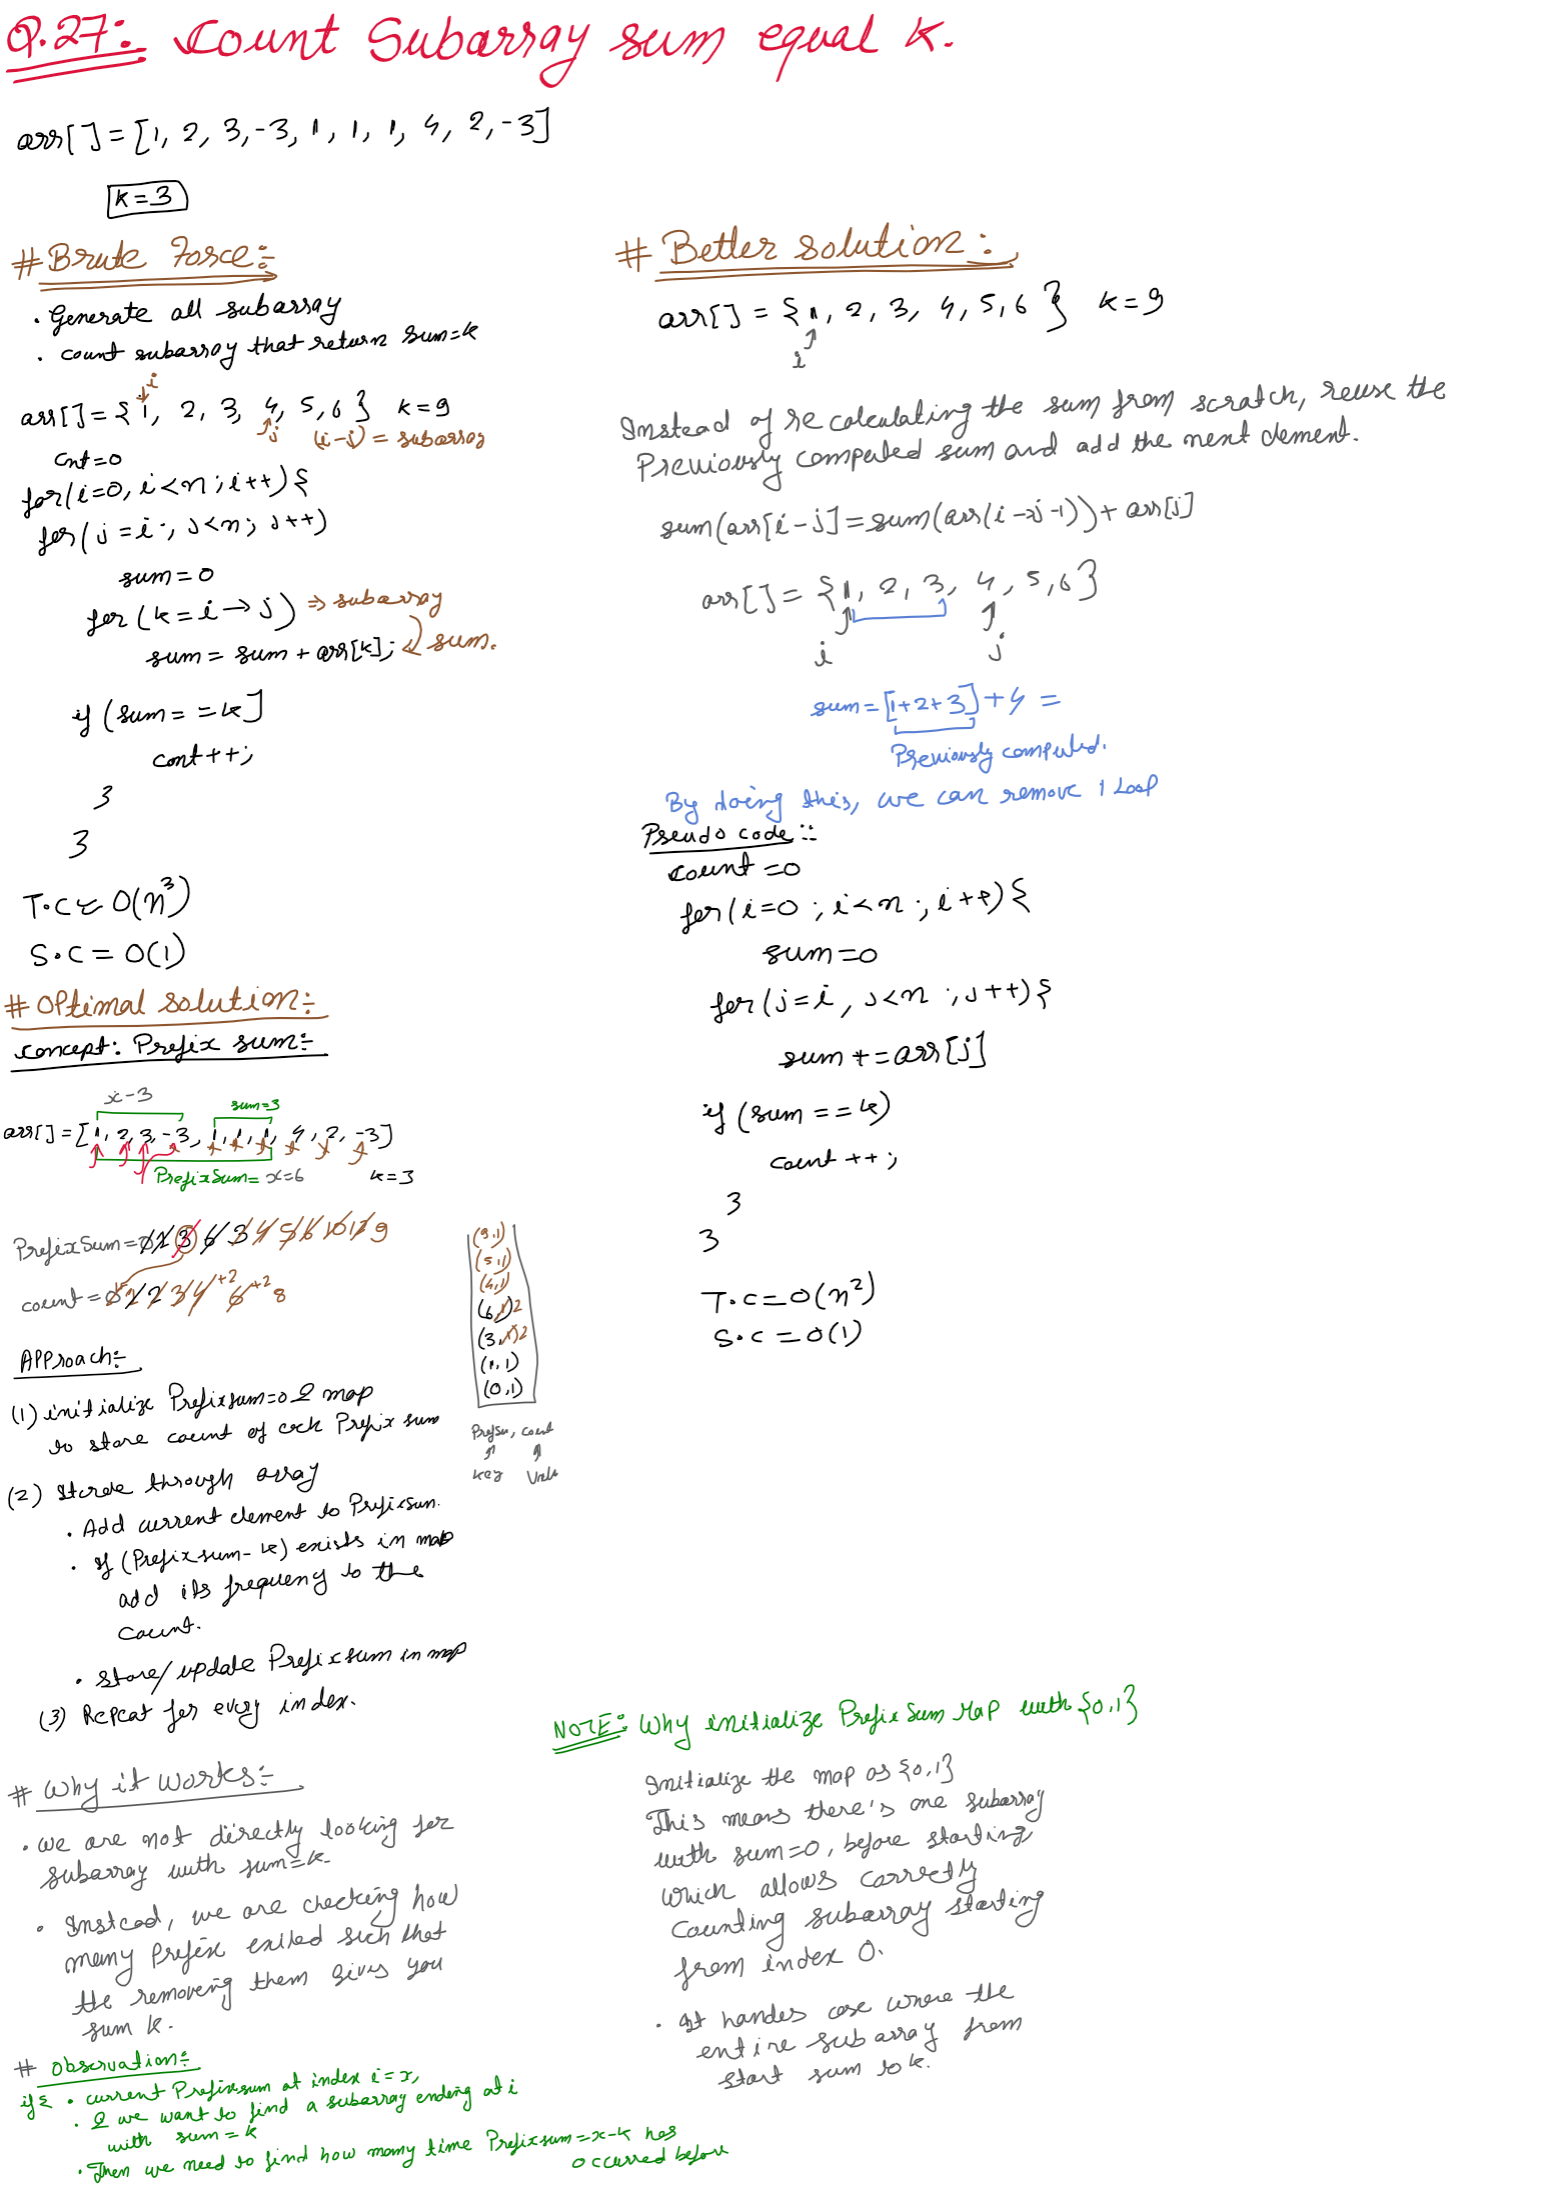 Q.27: Count Subarray sum equal K.
arr[] = [1, 2, 3, -3, 1, 1, 1, 4, 2, -3]
K=3
# Brute Force:
. Generate all subarray
. count subarray that return sum=k
i
arr[] = { 1, 2, 3, 4, 5, 6 } k=9
j (i-j) = subarray
Cnt=0
for(i=0, i<n; i++) {
for(j=i; j<n; j++)
sum=0
for(k=i→j) ⇒ subarray
sum = sum + arr[k]; sum.
if (sum==k]
cont++;
}
}
T.C ≈ O(n³)
S.C = O(1)
# Better solution:
arr[] = {1, 2, 3, 4, 5, 6 } k=9
i
Instead of re calculating the sum from scratch, reuse the
Previously computed sum and add the next element.
sum(arr[i-j] = sum(arr(i→j-1)) + arr[j]
arr[] = {1, 2, 3, 4, 5, 6}
i j
sum=[1+2+3]+4 =
Previously computed.
By doing this, we can remove 1 Loop
Pseudo code:
count=0
for(i=0; i<n; i++) {
sum=0
for(j=i, j<n; j++) {
sum += arr[j]
if (sum==k)
count++;
}
}
T.C=O(n²)
S.C=O(1)
# Optimal solution:
concept: Prefix sum:
x-3 sum=3
arr[] = [1, 2, 3, -3, 1, 1, 1, 4, 2, -3]
PrefixSum= x=6 k=3
PrefixSum= 0 1 3 6 3 4 5 6 10 12 9
count = 0 1 2 3 4 +2 6 +2 8
(9,1)
(5,1)
(4,1)
(6,1) 2
(3,1) 2
(1,1)
(0,1)
PrefSu, count
key Value
Approach:
(1) initialize Prefixsum=0 & map
to store count of each Prefix sum
(2) Iterate through array
. Add current element to Prefixsum.
. If (Prefixsum-k) exists in map
add its frequeny to the
count.
. store/update Prefixsum in map
(3) Repeat for every index.
# Why it works:
. we are not directly looking for
subarray with sum=k.
. Instead, we are checking how
many Prefix exited such that
the removeing them gives you
sum k.
# Observation:
if { . current Prefixsum at index i=x,
. & we want to find a subarray ending at i
with sum=k
. Then we need to find how many time Prefixsum=x-k has
occurred before
NOTE: Why initialize PrefixSum Map with {0,1}
Initialize the map as {0,1}
This means there's one subarray
with sum=0, before starting
which allows correctly
counting subarray starting
from index 0.
. It handes case where the
entire subarray from
start sum to k.